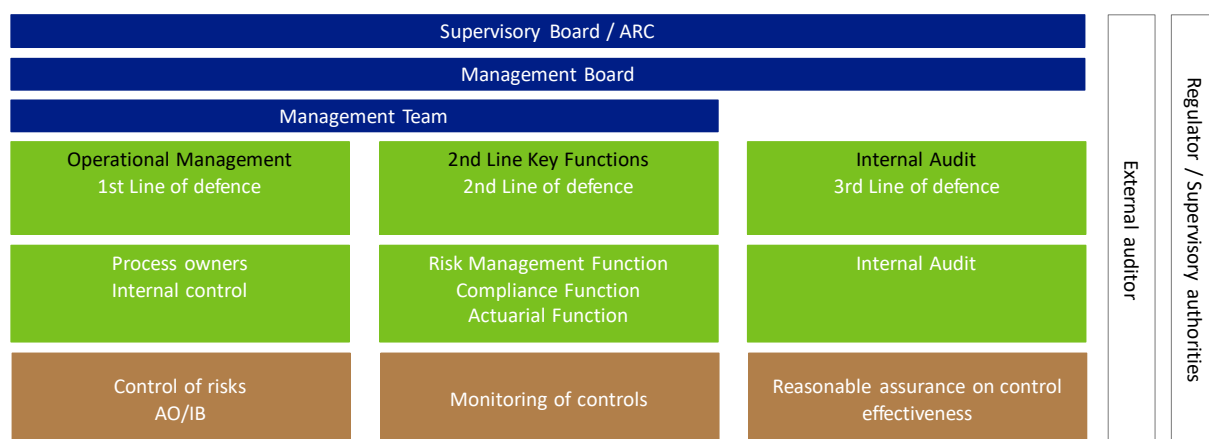 Supervisory Board / ARC
Management Board
Management Team
Operational Management
1st Line of defence
2nd Line Key Functions
2nd Line of defence
Internal Audit
3rd Line of defence
Process owners
Internal control
Risk Management Function
Compliance Function
Actuarial Function
Internal Audit
Control of risks
AO/IB
Monitoring of controls
Reasonable assurance on control
effectiveness
External auditor
Regulator / Supervisory authorities